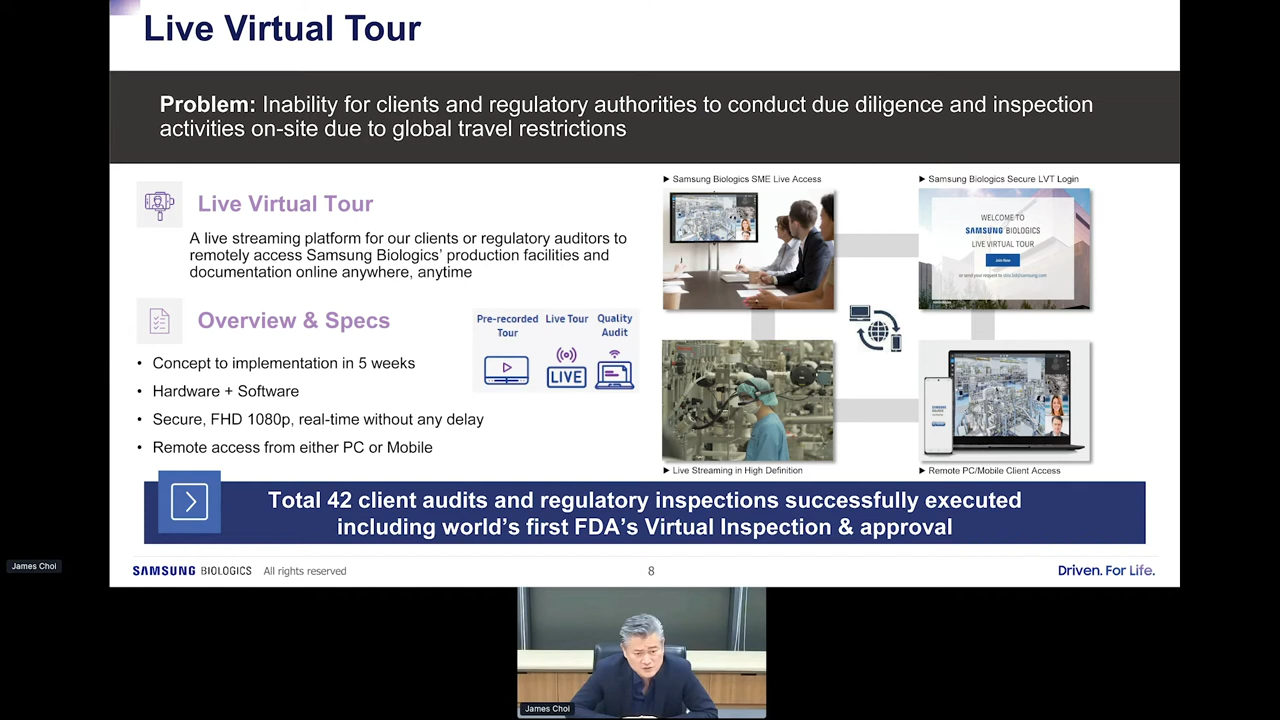 Live Virtual Tour
Problem: Inability for clients and regulatory authorities to conduct due diligence and inspection
activities on-site due to global travel restrictions
Live Virtual Tour
A live streaming platform for our clients or regulatory auditors to
remotely access Samsung Biologics' production facilities and
documentation online anywhere, anytime
Overview & Specs
Pre-recorded
Tour
Live Tour
Quality
Audit
LIVE
• Concept to implementation in 5 weeks
• Hardware + Software
• Secure, FHD 1080p, real-time without any delay
• Remote access from either PC or Mobile
▶ Samsung Biologics SME Live Access
▶ Samsung Biologics Secure LVT Login
WELCOME TO
SAMSUNG BIOLOGICS
LIVE VIRTUAL TOUR
Join Now
▶ Live Streaming in High Definition
▶ Remote PC/Mobile Client Access
Total 42 client audits and regulatory inspections successfully executed
including world's first FDA's Virtual Inspection & approval
SAMSUNG BIOLOGICS All rights reserved
8
Driven. For Life.
James Choi
James Choi